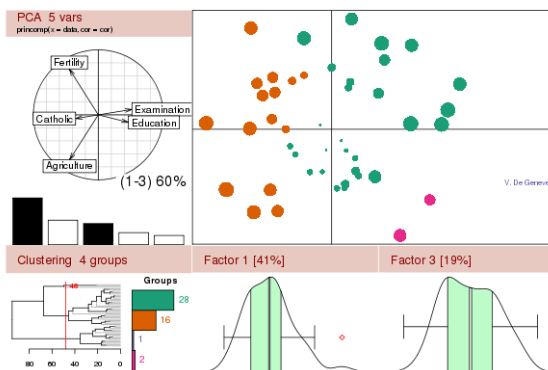 PCA 5 vars
princomp(x = data, cor = cor)
Fertility
Examination
Catholic
Education
Agriculture
(1-3) 60%
V. De Geneve
Clustering 4 groups
Factor 1 [41%]
Factor 3 [19%]
Groups
48
28
16
1
2
80 60 40 20 0